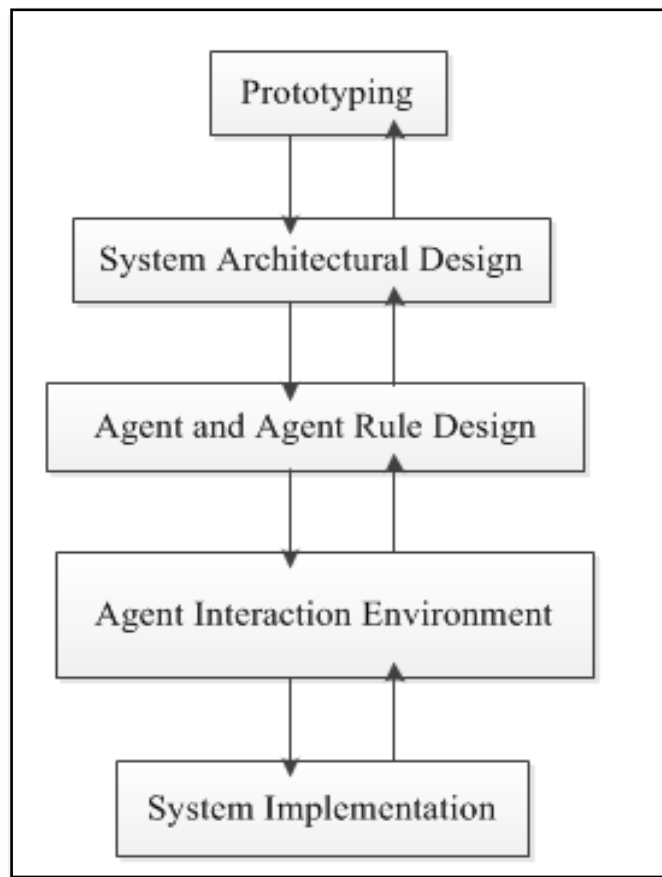 Prototyping
System Architectural Design
Agent and Agent Rule Design
Agent Interaction Environment
System Implementation